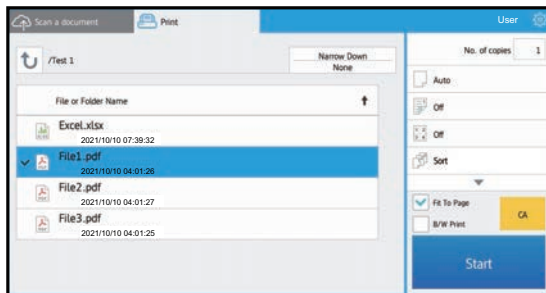 Scan a document
Print
User
/Test 1
Narrow Down
None
File or Folder Name
Excel.xlsx
2021/10/10 07:39:32
File1.pdf
2021/10/10 04:01:26
File2.pdf
2021/10/10 04:01:27
File3.pdf
2021/10/10 04:01:25
No. of copies 1
Auto
Off
Off
Sort
Fit To Page
B/W Print
CA
Start